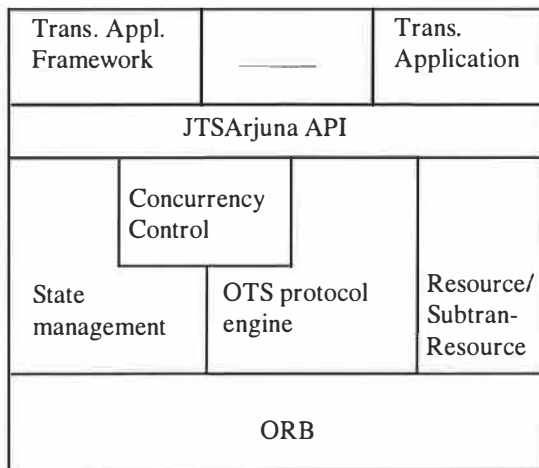 Trans. Appl.
Framework
Trans.
Application
JTSArjuna API
Concurrency
Control
State
management
OTS protocol
engine
Resource/
Subtran-
Resource
ORB